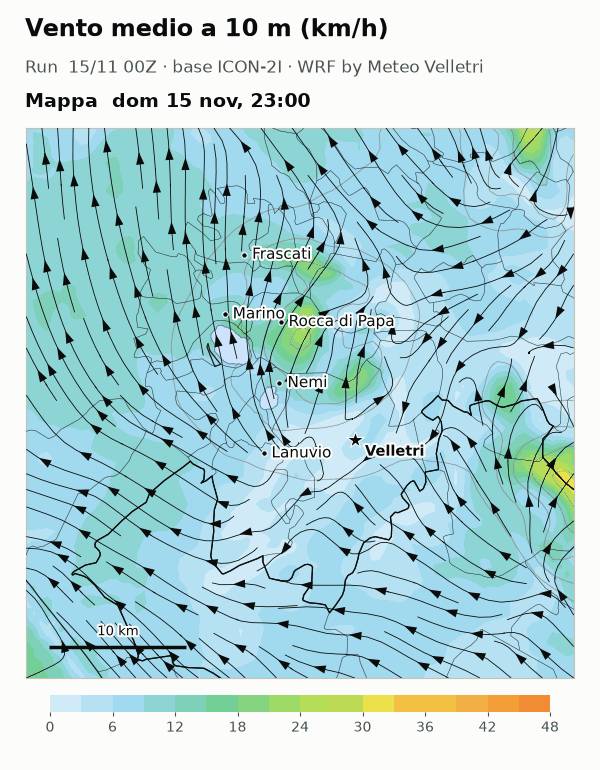 Vento medio a 10 m (km/h)
Run 15/11 00Z · base ICON-2I · WRF by Meteo Velletri
Mappa dom 15 nov, 23:00
Frascati
Marino
Rocca di Papa
Nemi
Lanuvio
Velletri
10 km
0 6 12 18 24 30 36 42 48